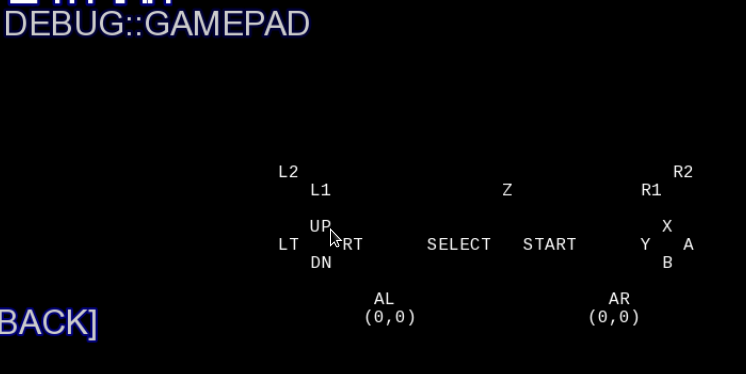 DEBUG::GAMEPAD
L2 R2
L1 Z R1
UP X
LT RT SELECT START Y A
DN B
AL AR
(0,0) (0,0)
BACK]